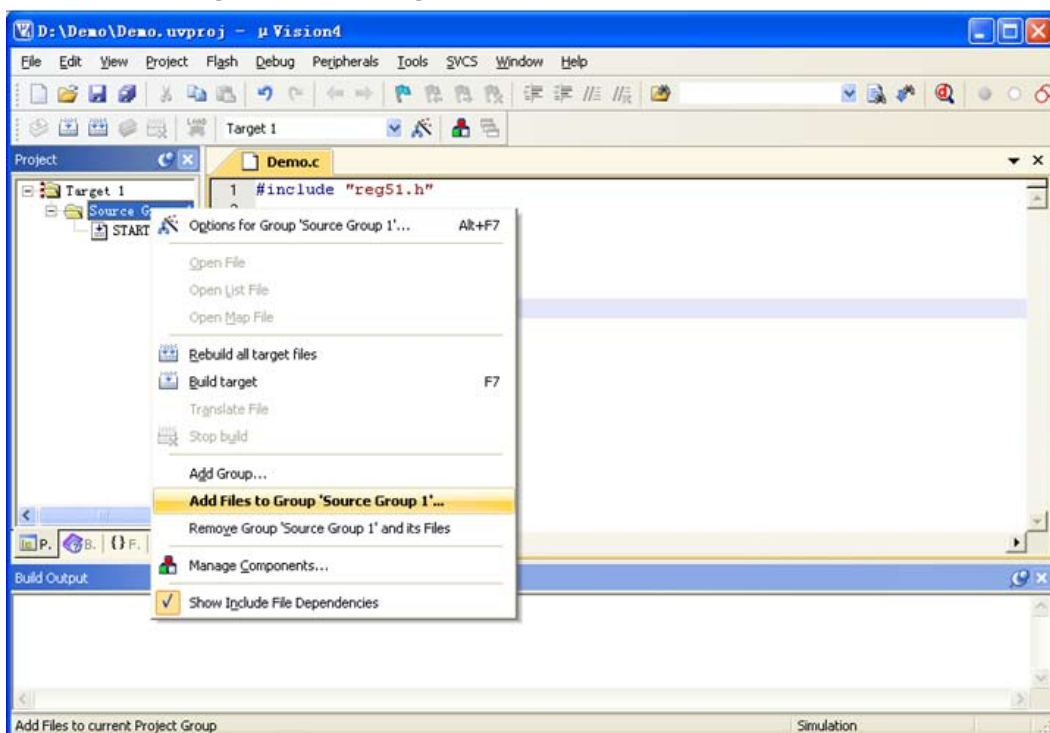 D:\Demo\Demo.uvproj - µVision4
File Edit View Project Flash Debug Peripherals Tools SVCS Window Help
Target 1
Project
Demo.c
Target 1
1 #include "reg51.h"
Source G
START
Options for Group 'Source Group 1'... Alt+F7
Open File
Open List File
Open Map File
Rebuild all target files
Build target F7
Translate File
Stop build
Add Group...
Add Files to Group 'Source Group 1'...
Remove Group 'Source Group 1' and its Files
P. B. {} F.
Manage Components...
Build Output
Show Include File Dependencies
Add Files to current Project Group
Simulation